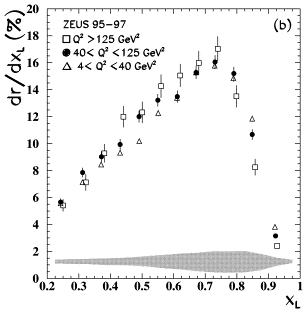 ZEUS 95-97
(b)
□ Q² > 125 GeV²
● 40 < Q² < 125 GeV²
△ 4 < Q² < 40 GeV²
dr/dx_L (%)
20
18
16
14
12
10
8
6
4
2
0
0.2 0.3 0.4 0.5 0.6 0.7 0.8 0.9 1
x_L